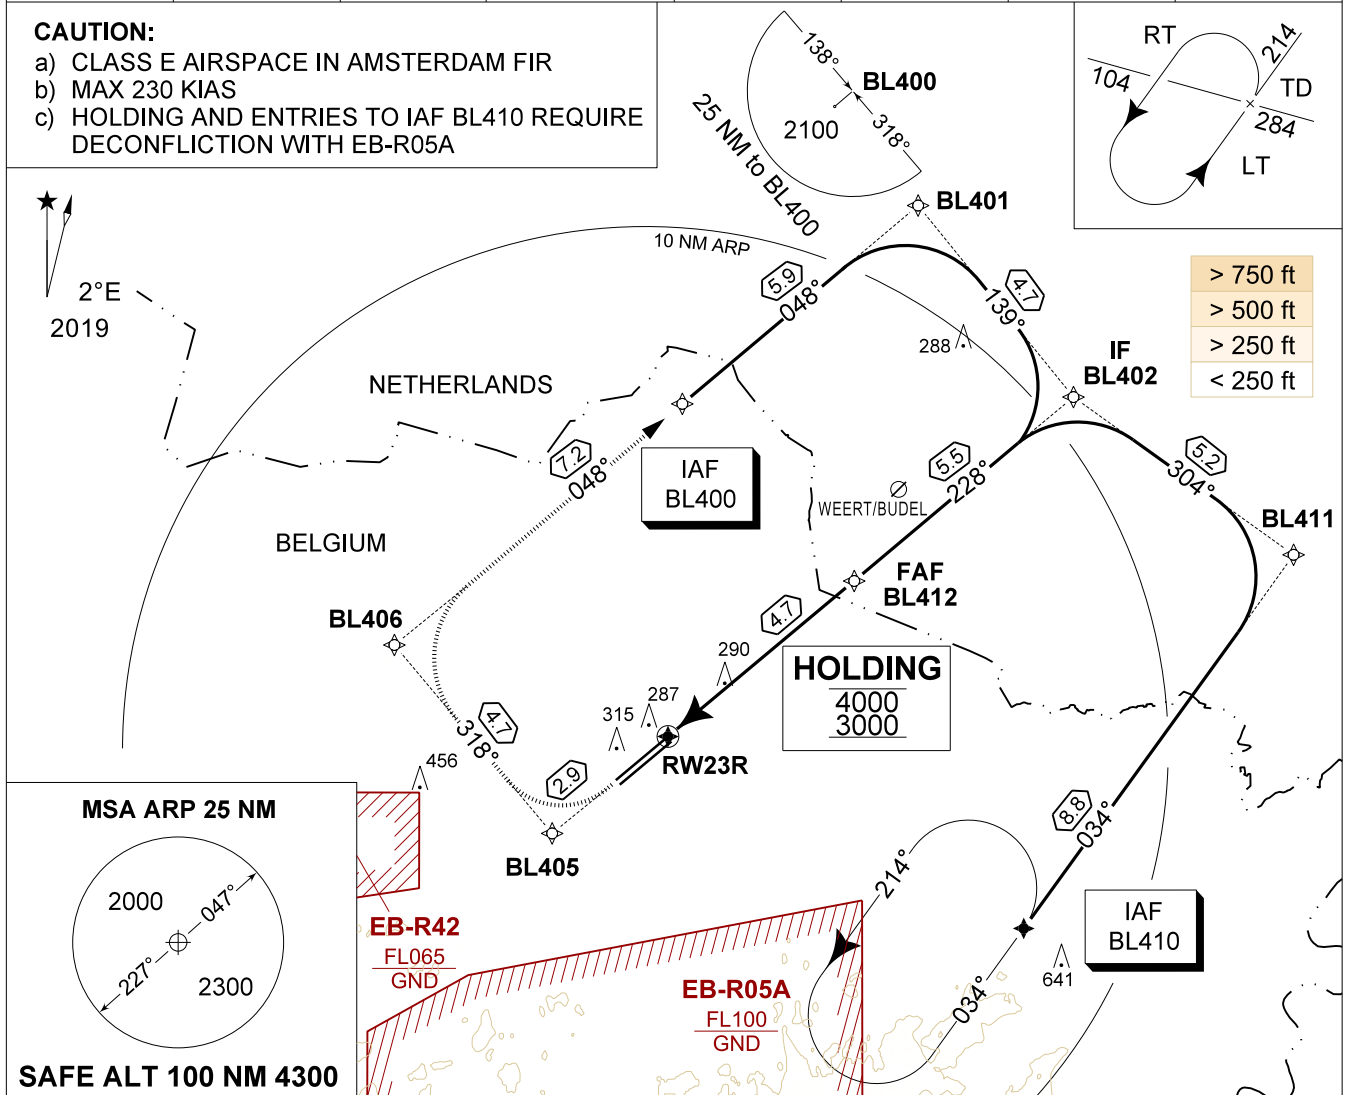 CAUTION:
a) CLASS E AIRSPACE IN AMSTERDAM FIR
b) MAX 230 KIAS
c) HOLDING AND ENTRIES TO IAF BL410 REQUIRE
DECONFLICTION WITH EB-R05A
138°
BL400
2100
318°
25 NM to BL400
RT
214
104
TD
284
LT
2°E
2019
BL401
10 NM ARP
5.9
048°
4.7
139°
> 750 ft
> 500 ft
> 250 ft
< 250 ft
288
IF
BL402
NETHERLANDS
7.2
048°
IAF
BL400
5.5
228°
5.2
304°
WEERT/BUDEL
BL411
BELGIUM
FAF
BL412
BL406
4.7
290
HOLDING
4000
3000
287
315
4.7
318°
RW23R
456
2.9
BL405
8.8
034°
MSA ARP 25 NM
2000
047°
227°
2300
SAFE ALT 100 NM 4300
EB-R42
FL065
GND
EB-R05A
FL100
GND
214°
034°
IAF
BL410
641